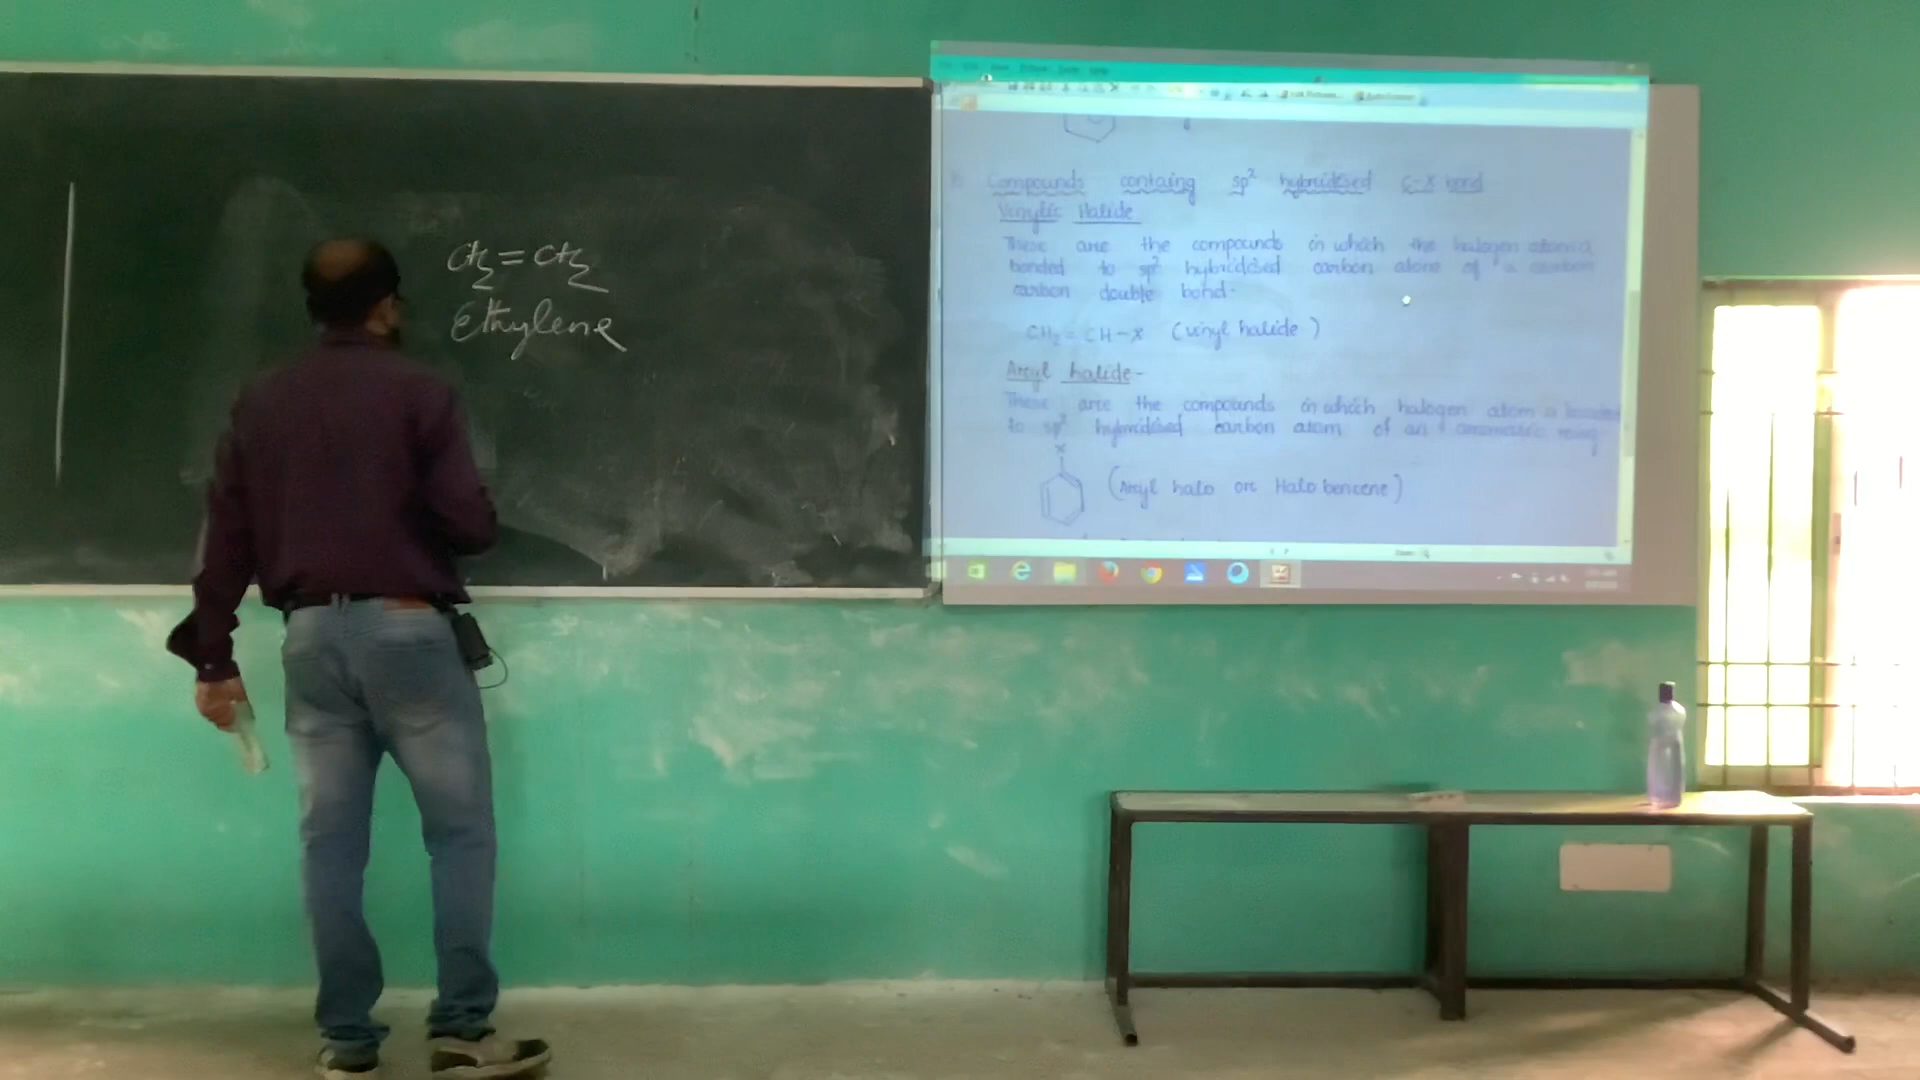 CH2=CH2
Ethylene
Compounds containg sp² hybridised C-X bond
Vinylic Halide
These are the compounds in which the halogen atom is
bonded to sp² hybridised carbon atom of a carbon
carbon double bond-
CH2=CH-X (vinyl halide)
Aryl halide-
These are the compounds in which halogen atom is bonded
to sp² hybridised carbon atom of an aromatic ring
X
(Aryl halo or Halo benzene)